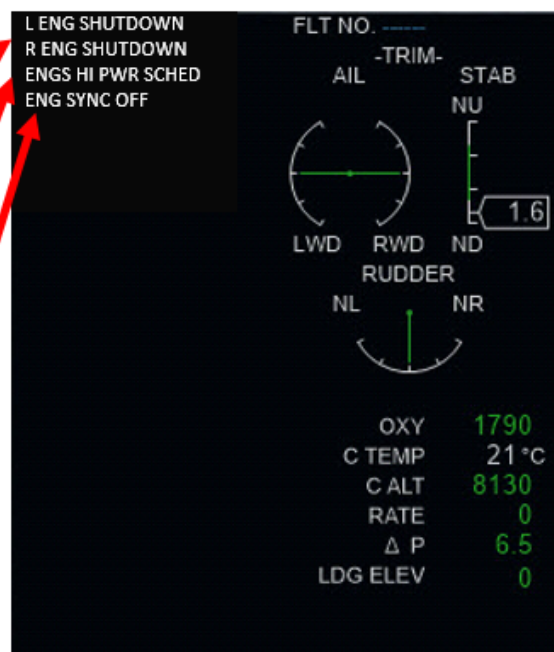 L ENG SHUTDOWN
R ENG SHUTDOWN
ENGS HI PWR SCHED
ENG SYNC OFF
FLT NO. ------
-TRIM-
AIL STAB
NU
1.6
LWD RWD ND
RUDDER
NL NR
OXY 1790
C TEMP 21 °C
C ALT 8130
RATE 0
Δ P 6.5
LDG ELEV 0